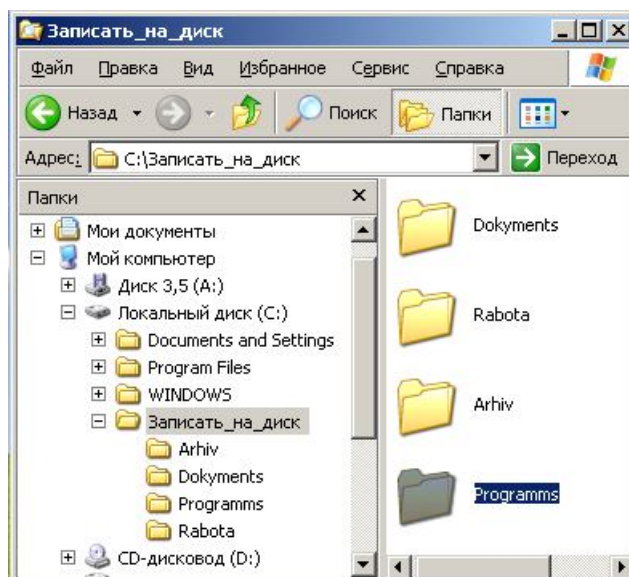 Записать_на_диск
Файл Правка Вид Избранное Сервис Справка
Назад Поиск Папки
Адрес: C:\Записать_на_диск Переход
Папки
Мои документы
Мой компьютер
Диск 3,5 (A:)
Локальный диск (C:)
Documents and Settings
Program Files
WINDOWS
Записать_на_диск
Arhiv
Dokyments
Programms
Rabota
CD-дисковод (D:)
Dokyments
Rabota
Arhiv
Programms